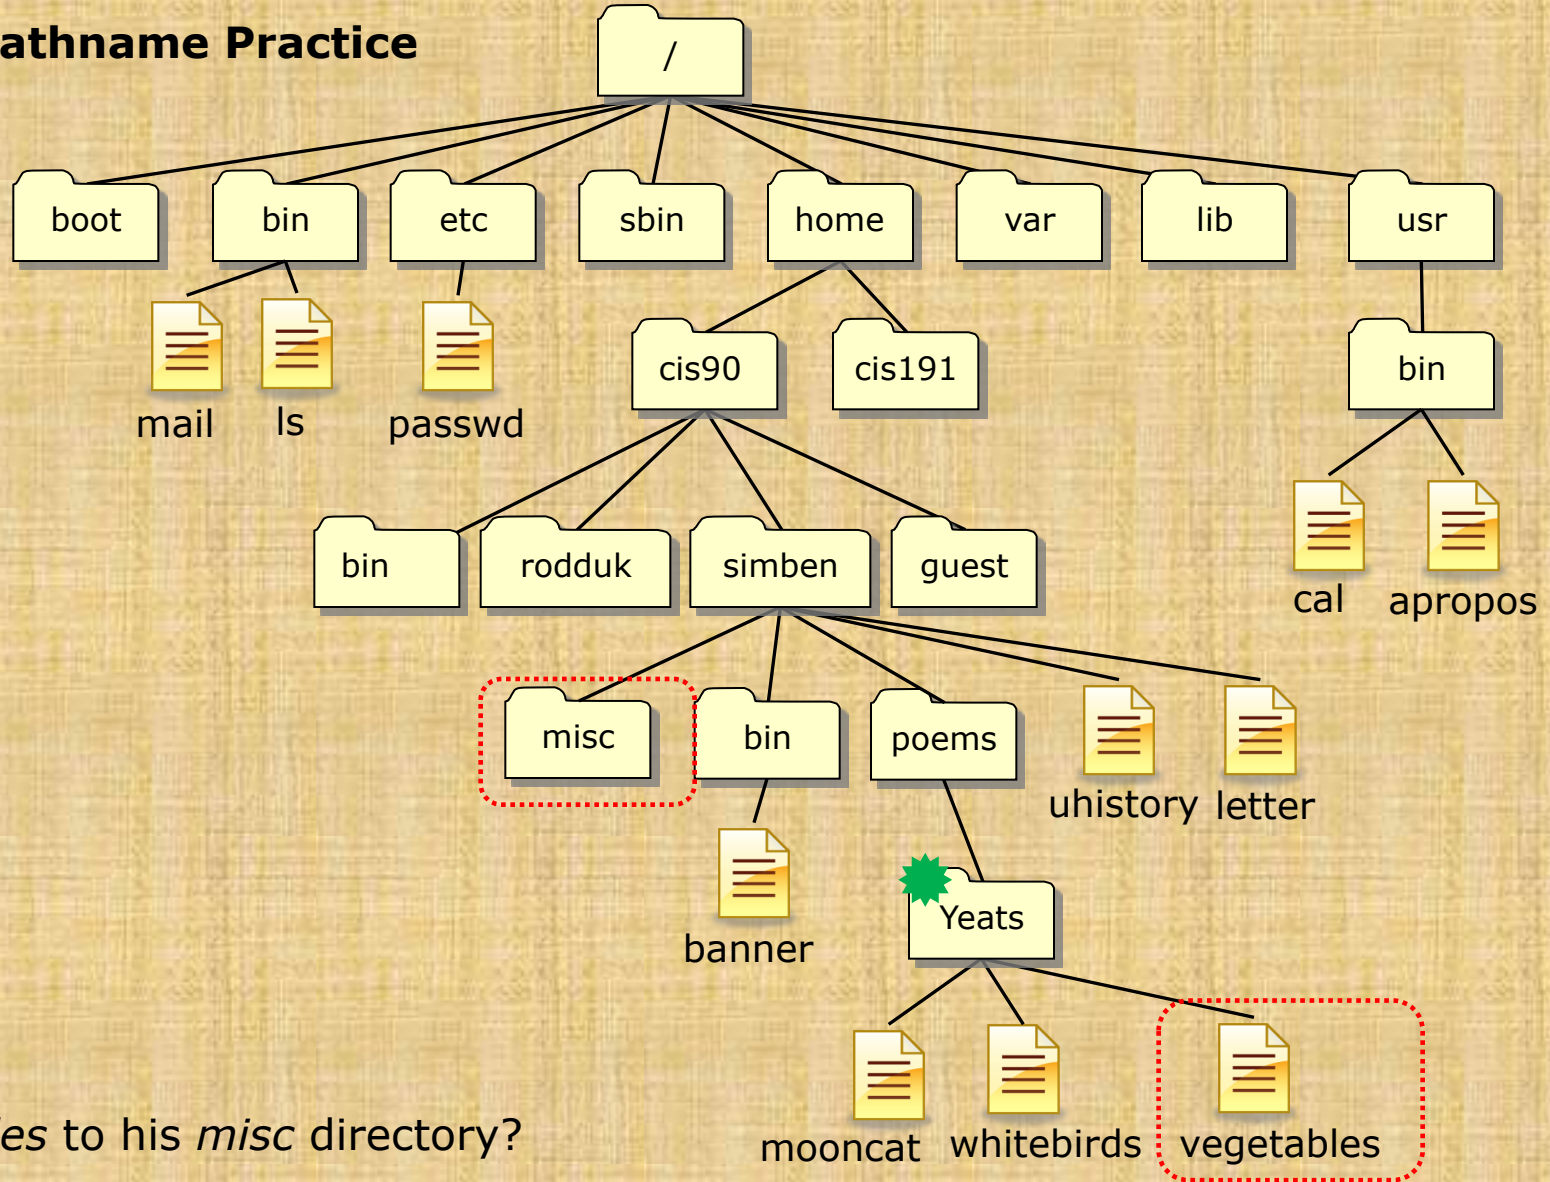 athname Practice
/
boot bin etc sbin home var lib usr
mail ls passwd
cis90 cis191 bin
bin rodduk simben guest
cal apropos
misc bin poems
uhistory letter
banner
Yeats
mooncat whitebirds vegetables
es to his misc directory?